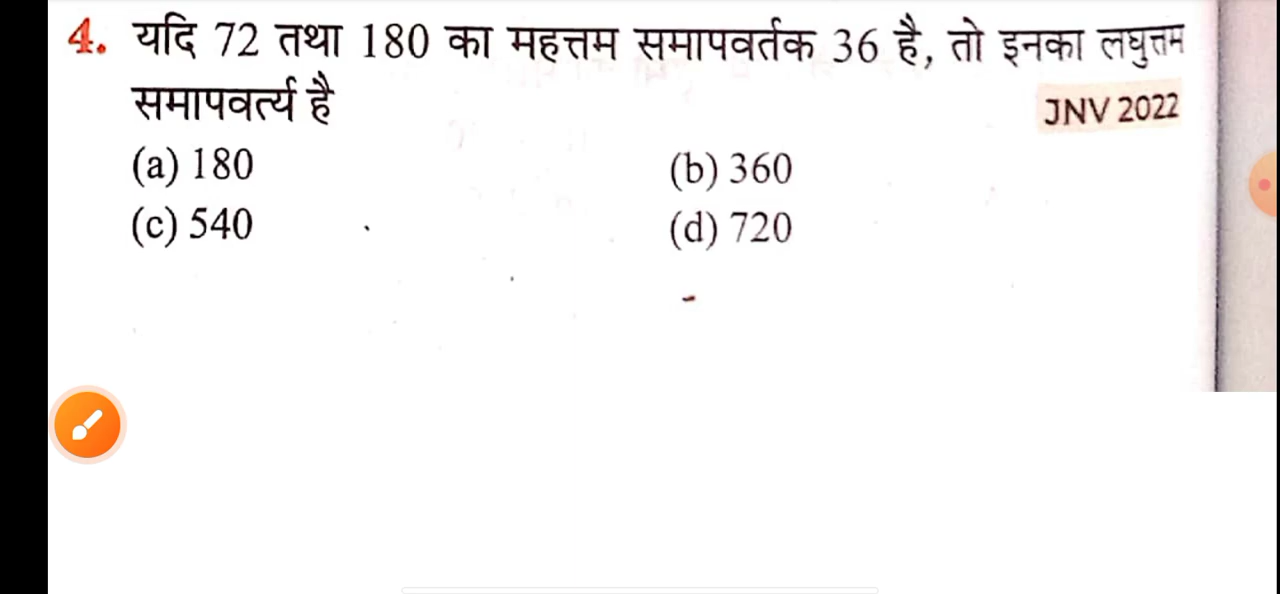 4. यदि 72 तथा 180 का महत्तम समापवर्तक 36 है, तो इनका लघुत्तम
समापवर्त्य है
JNV 2022
(a) 180 (b) 360
(c) 540 (d) 720